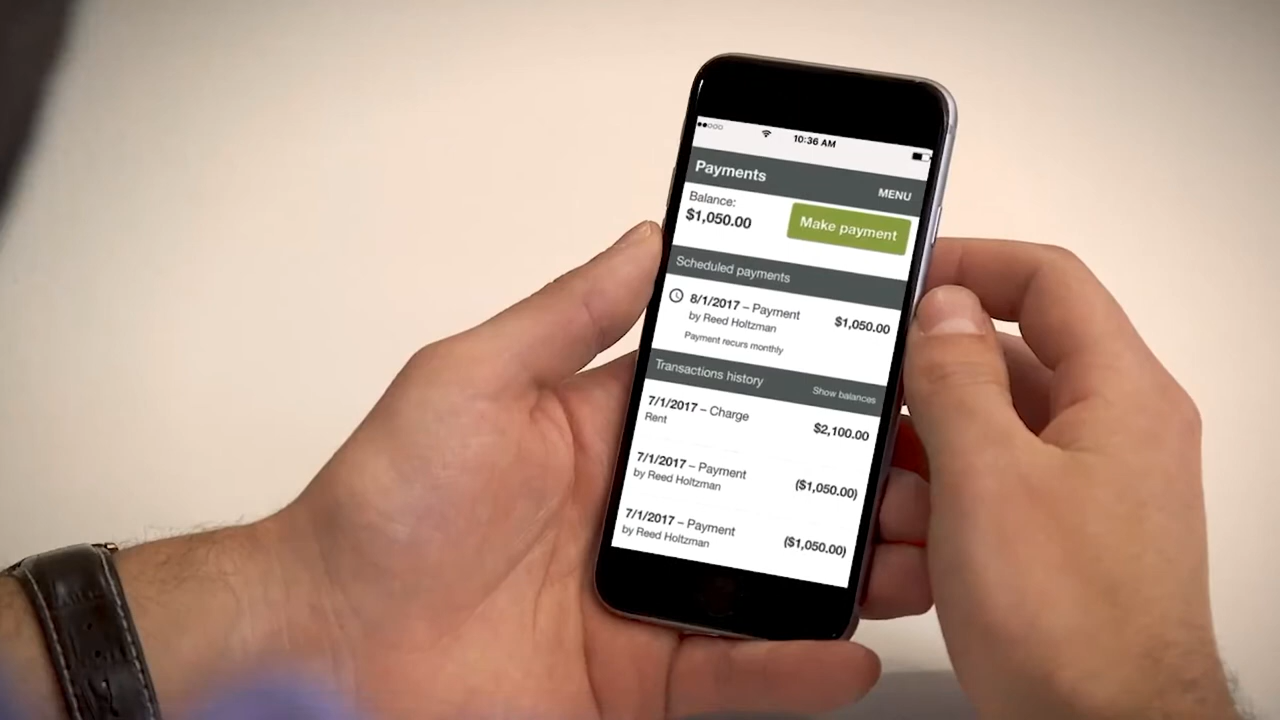 10:36 AM
Payments
MENU
Balance:
$1,050.00
Make payment
Scheduled payments
8/1/2017 – Payment
$1,050.00
by Reed Holtzman
Payment recurs monthly
Transactions history
Show balances
7/1/2017 – Charge
$2,100.00
Rent
7/1/2017 – Payment
($1,050.00)
by Reed Holtzman
7/1/2017 – Payment
($1,050.00)
by Reed Holtzman